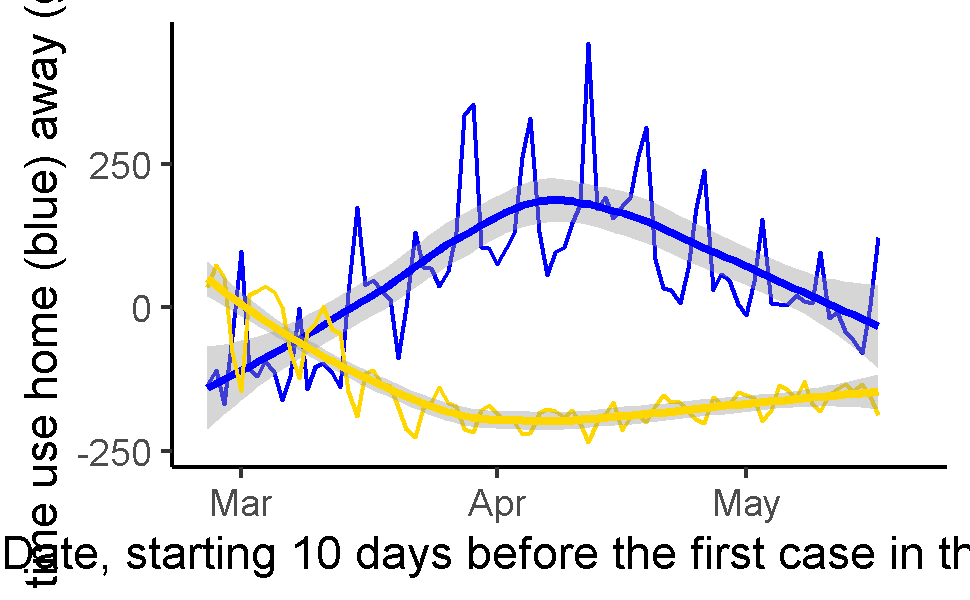 time use home (blue) away (
250
0
-250
Mar Apr May
Date, starting 10 days before the first case in th